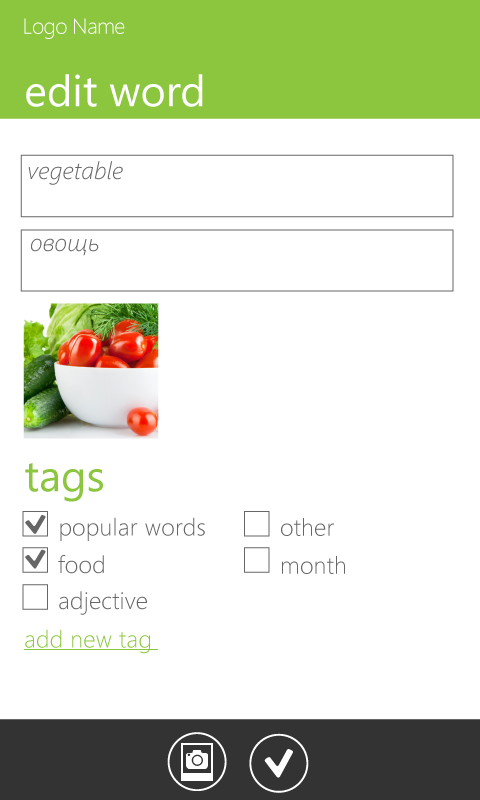 Logo Name
edit word
vegetable
овощь
tags
popular words
other
food
month
adjective
add new tag